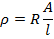 ρ = R A/l